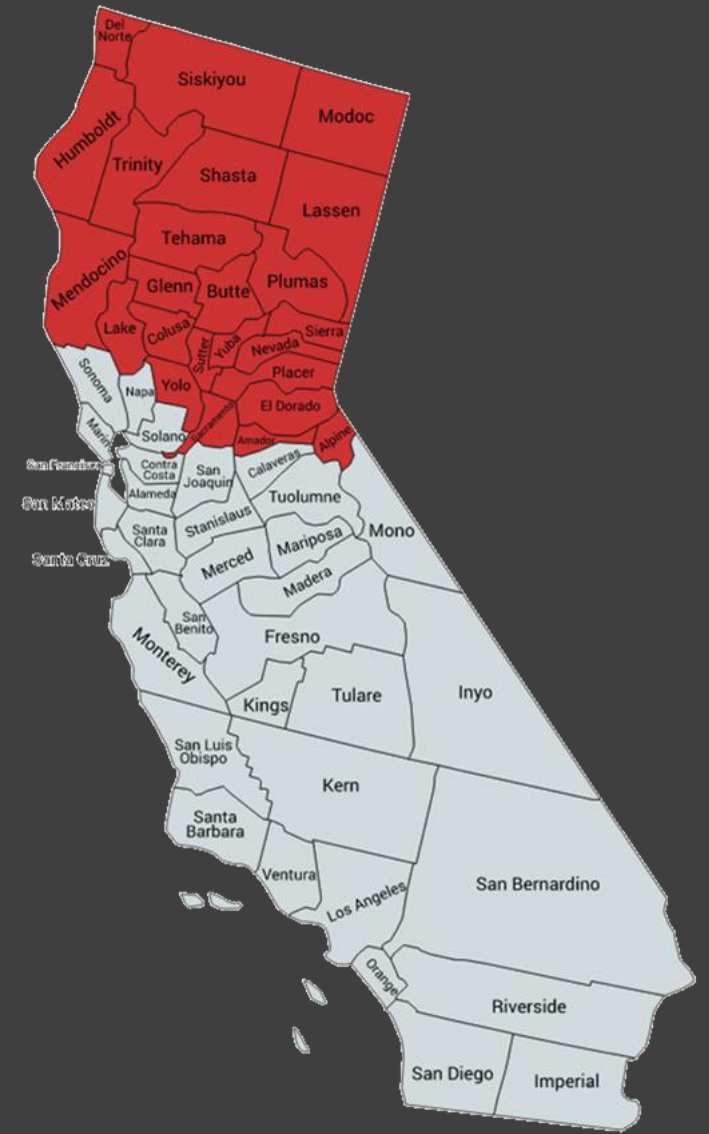 Del
Norte
Siskiyou
Modoc
Humboldt
Trinity
Shasta
Lassen
Tehama
Mendocino
Glenn
Butte
Plumas
Lake
Colusa
Sutter
Yuba
Sierra
Nevada
Placer
Sonoma
Napa
Yolo
El Dorado
Sacramento
Amador
Alpine
Marin
Solano
San Francisco
Contra
Costa
San
Joaquin
Calaveras
Alameda
Tuolumne
San Mateo
Santa
Clara
Stanislaus
Mono
Mariposa
Santa Cruz
Merced
Madera
San
Benito
Fresno
Monterey
Kings
Tulare
Inyo
San Luis
Obispo
Kern
Santa
Barbara
Ventura
Los Angeles
San Bernardino
Orange
Riverside
San Diego
Imperial